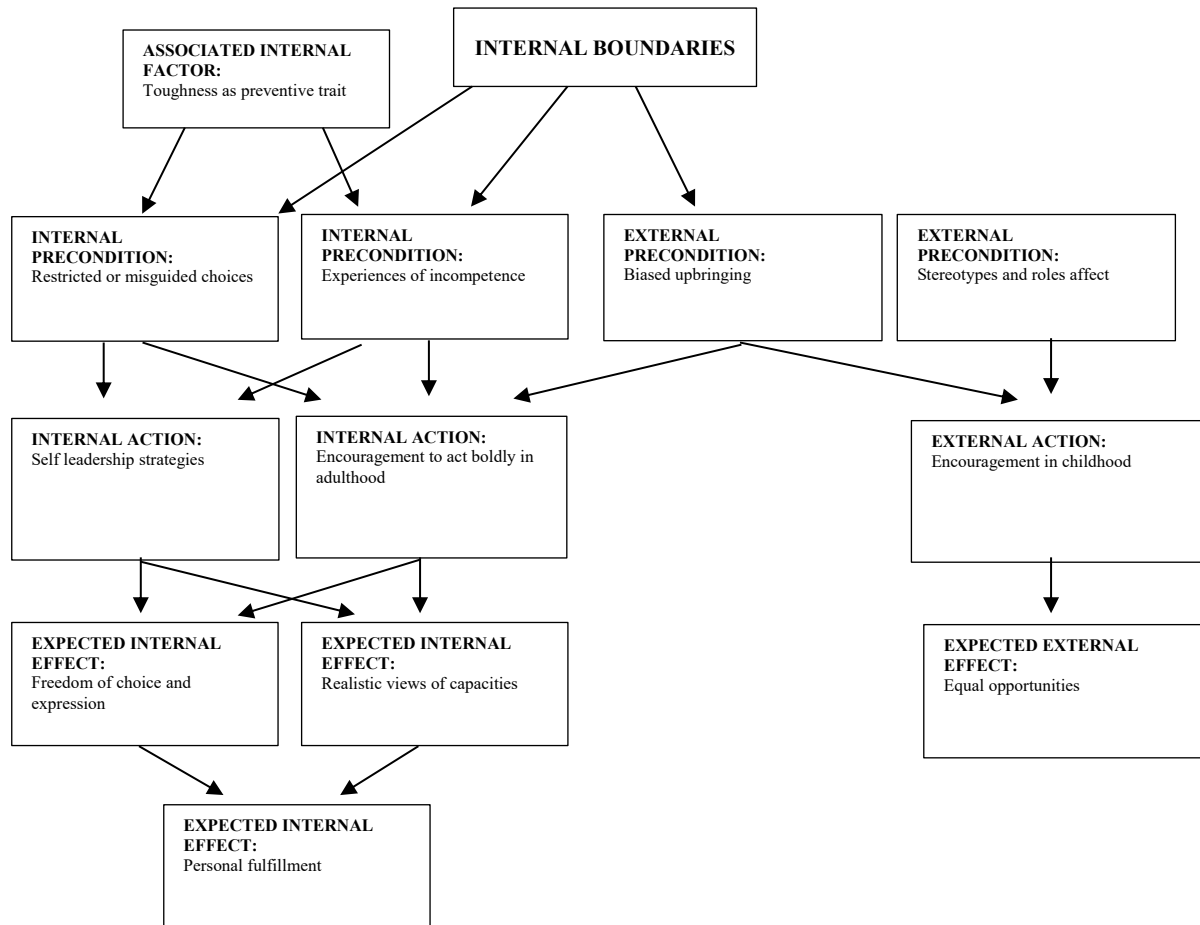 ASSOCIATED INTERNAL
FACTOR:
Toughness as preventive trait
INTERNAL BOUNDARIES
INTERNAL
PRECONDITION:
Restricted or misguided choices
INTERNAL
PRECONDITION:
Experiences of incompetence
EXTERNAL
PRECONDITION:
Biased upbringing
EXTERNAL
PRECONDITION:
Stereotypes and roles affect
INTERNAL ACTION:
Self leadership strategies
INTERNAL ACTION:
Encouragement to act boldly in
adulthood
EXTERNAL ACTION:
Encouragement in childhood
EXPECTED INTERNAL
EFFECT:
Freedom of choice and
expression
EXPECTED INTERNAL
EFFECT:
Realistic views of capacities
EXPECTED EXTERNAL
EFFECT:
Equal opportunities
EXPECTED INTERNAL
EFFECT:
Personal fulfillment